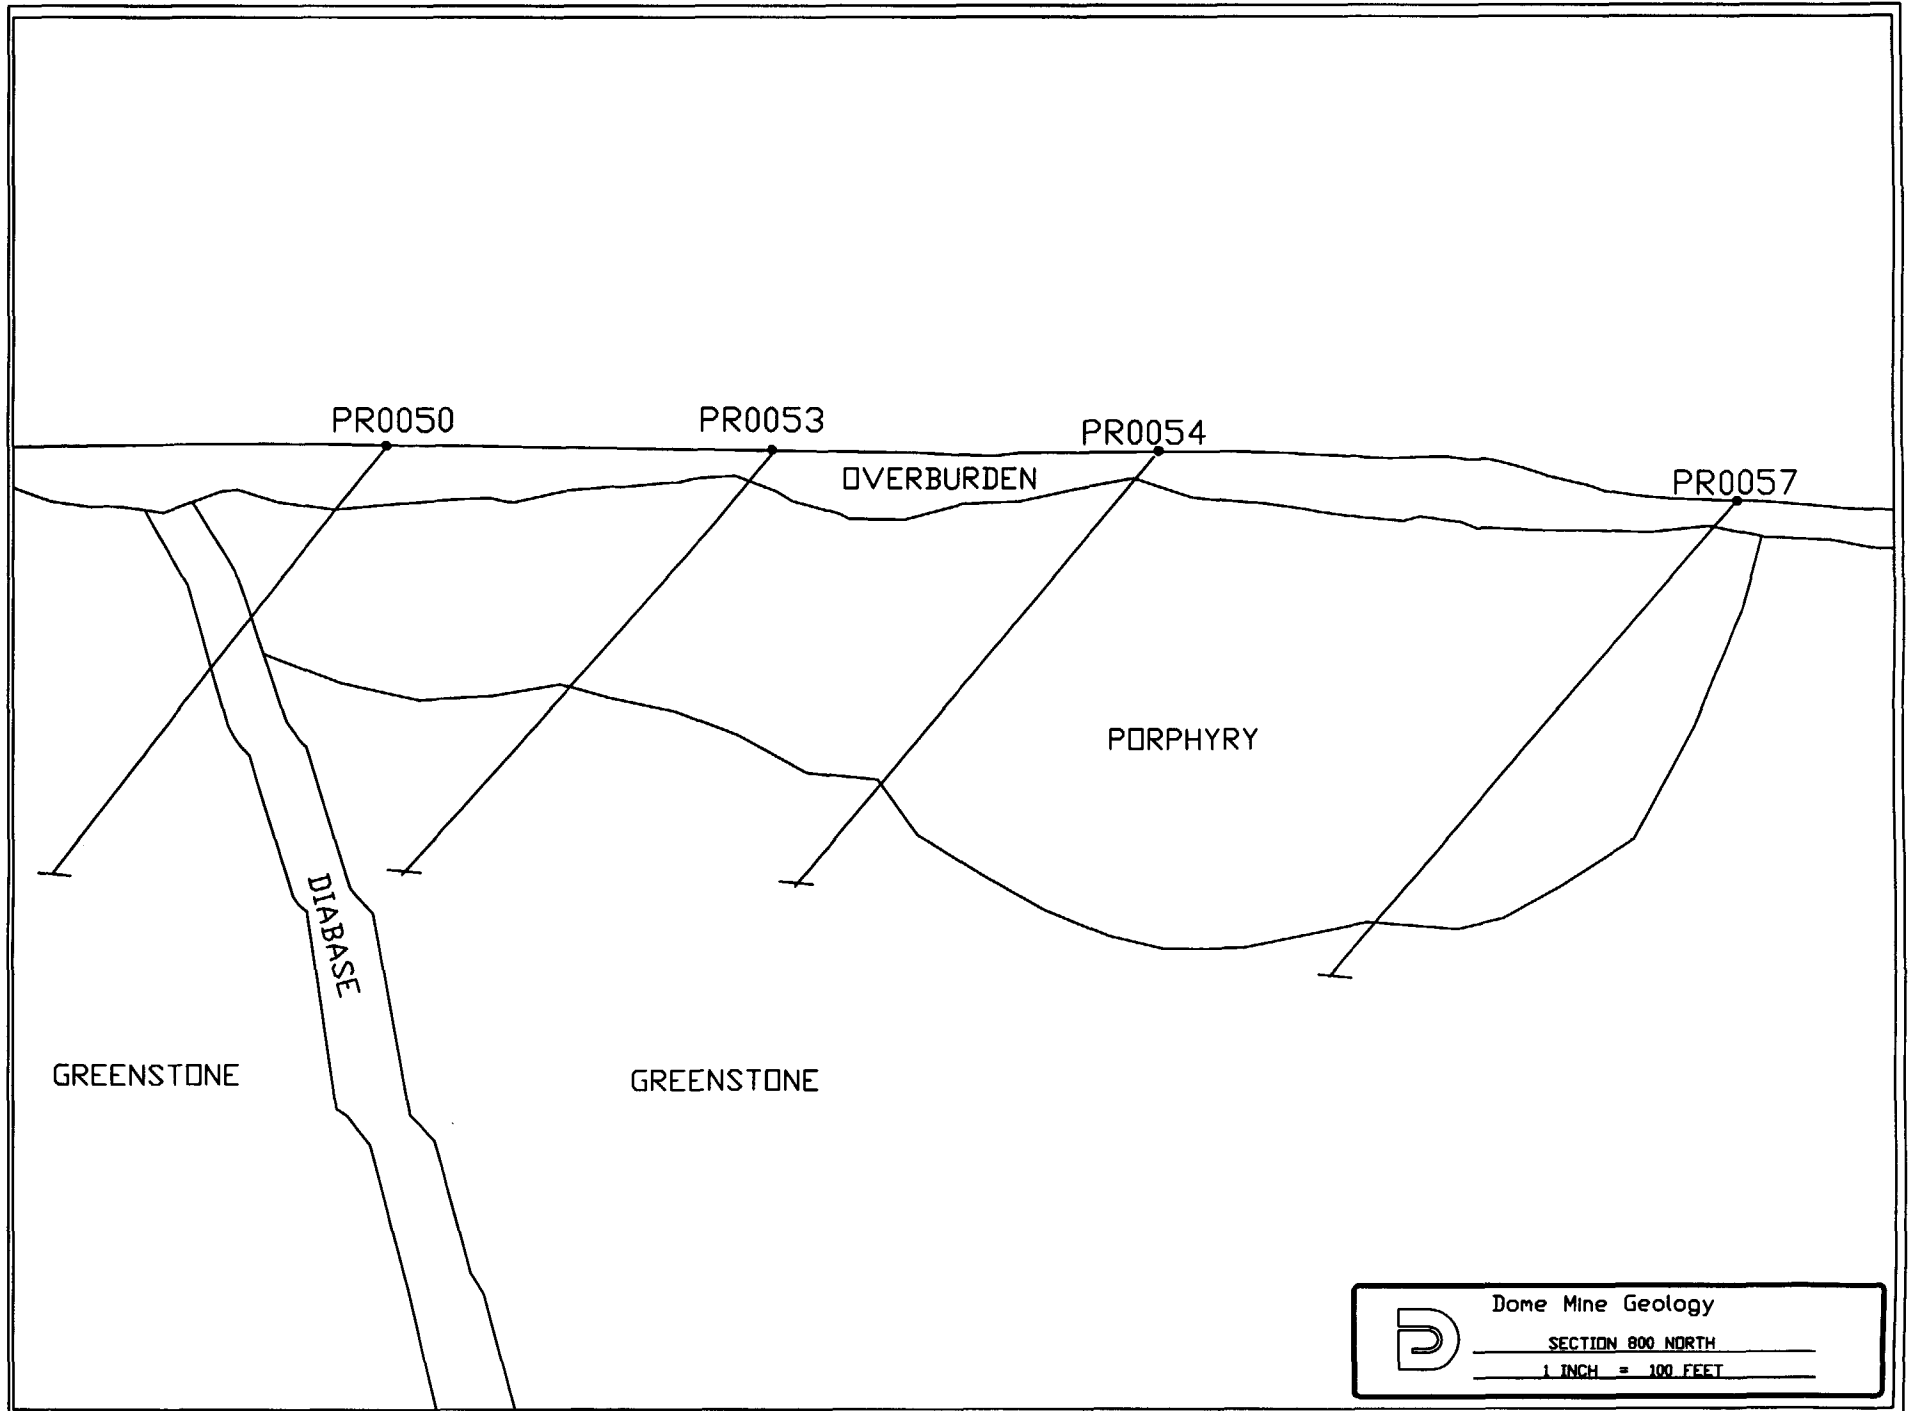 PR0050
PR0053
PR0054
OVERBURDEN
PR0057
PORPHYRY
DIABASE
GREENSTONE
GREENSTONE
Dome Mine Geology
SECTION 800 NORTH
1 INCH = 100 FEET